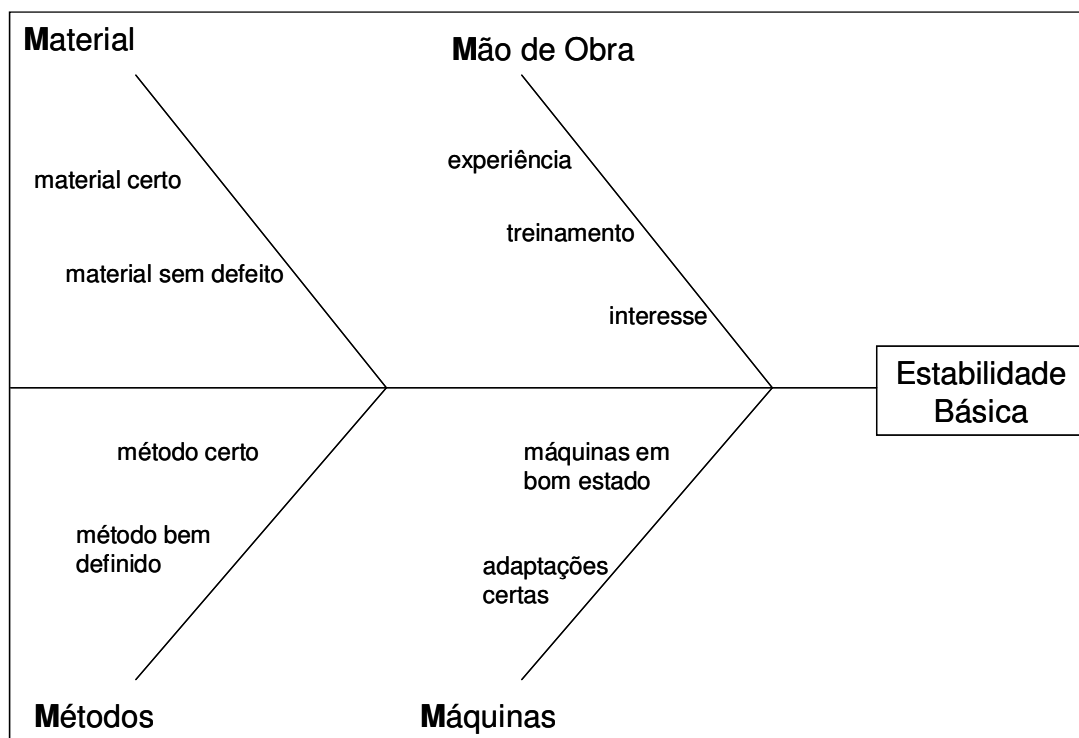 Material
Mão de Obra
experiência
material certo
treinamento
material sem defeito
interesse
Estabilidade
Básica
método certo
máquinas em
bom estado
método bem
definido
adaptações
certas
Métodos
Máquinas